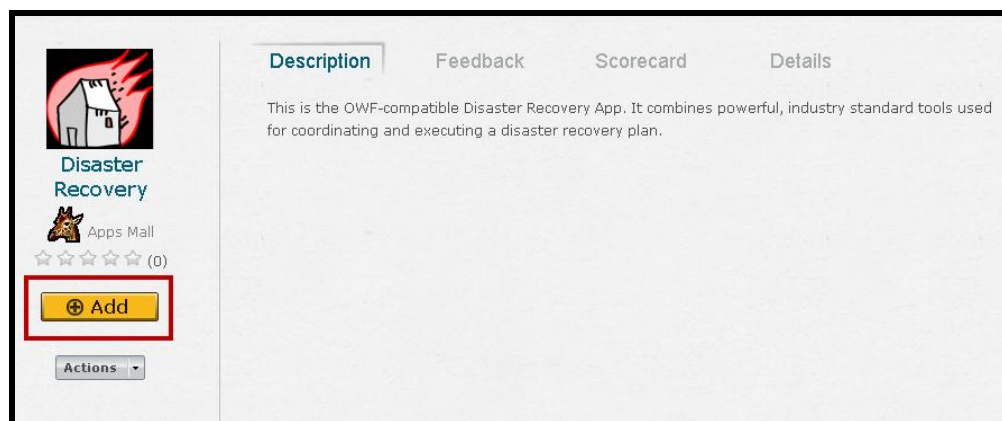 Description Feedback Scorecard Details
This is the OWF-compatible Disaster Recovery App. It combines powerful, industry standard tools used
for coordinating and executing a disaster recovery plan.
Disaster
Recovery
Apps Mall
(0)
Add
Actions